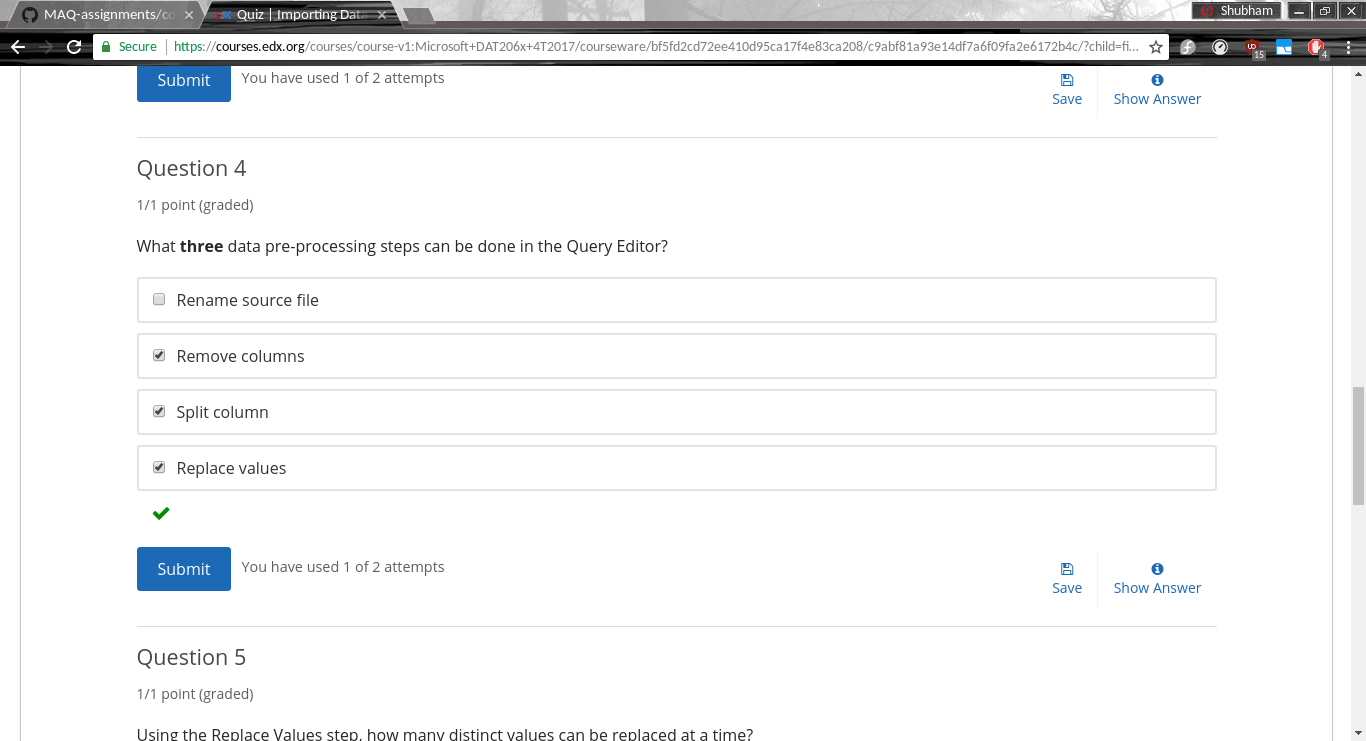 MAQ-assignments/co
Quiz | Importing Data
Shubham
Secure
https://courses.edx.org/courses/course-v1:Microsoft+DAT206x+4T2017/courseware/bf5fd2cd72ee410d95ca17f4e83ca208/c9abf81a93e14df7a6f09fa2e6172b4c/?child=fi...
15
4
Submit
You have used 1 of 2 attempts
Save
Show Answer
Question 4
1/1 point (graded)
What three data pre-processing steps can be done in the Query Editor?
Rename source file
Remove columns
Split column
Replace values
Submit
You have used 1 of 2 attempts
Save
Show Answer
Question 5
1/1 point (graded)
Using the Replace Values step, how many distinct values can be replaced at a time?